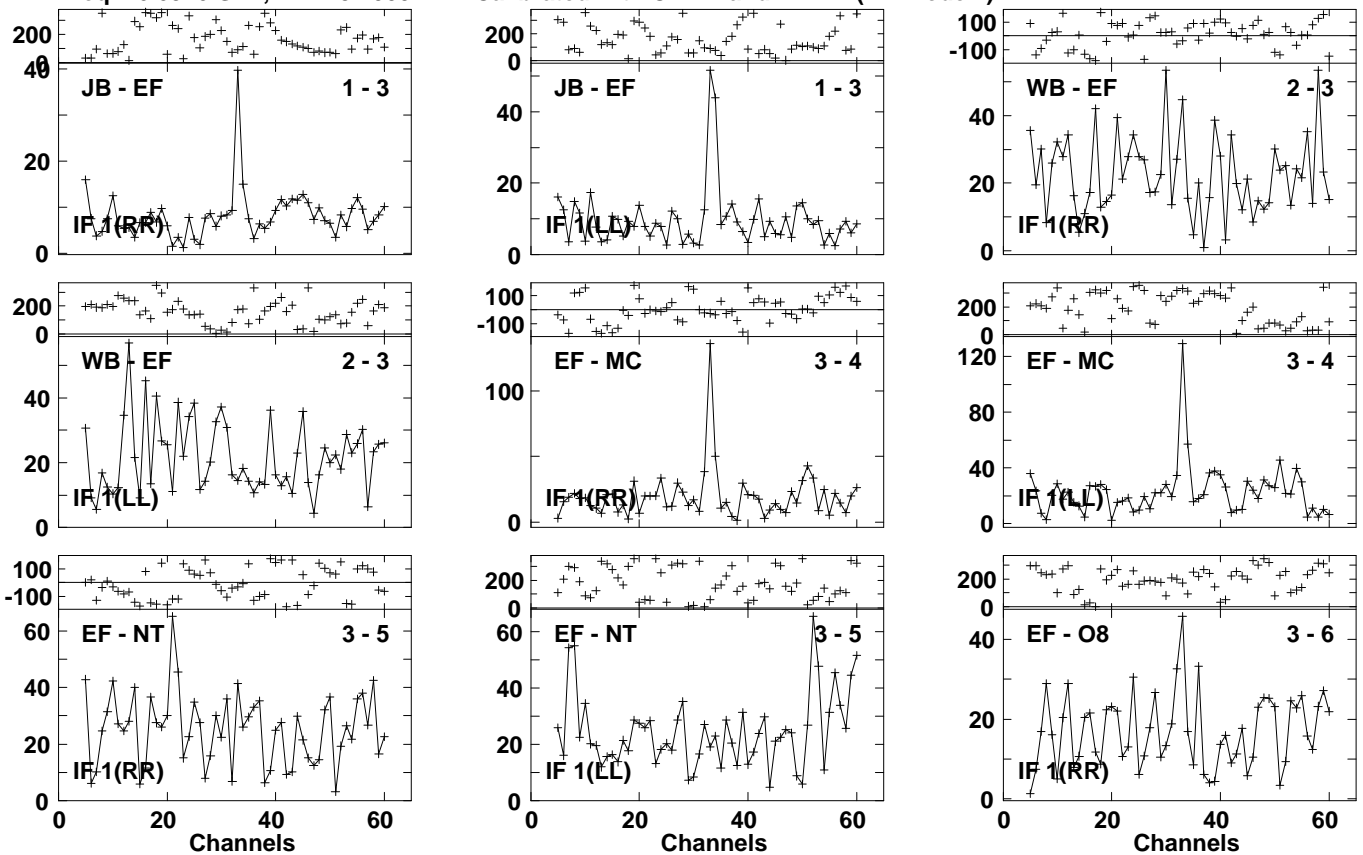 200
0
200
0
100
-100
40
20
0
JB - EF
1 - 3
IF 1(RR)
40
20
0
JB - EF
1 - 3
IF 1(LL)
40
20
0
WB - EF
2 - 3
IF 1(RR)
200
0
100
-100
200
0
40
20
0
WB - EF
2 - 3
IF 1(LL)
100
0
EF - MC
3 - 4
IF 1(RR)
120
80
40
0
EF - MC
3 - 4
IF 1(LL)
100
-100
200
0
200
0
60
40
20
0
EF - NT
3 - 5
IF 1(RR)
60
40
20
0
EF - NT
3 - 5
IF 1(LL)
40
20
0
EF - O8
3 - 6
IF 1(RR)
0 20 40 60
0 20 40 60
0 20 40 60
Channels
Channels
Channels